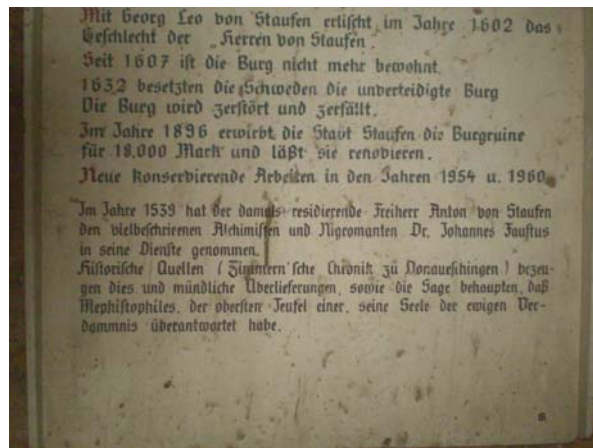 Mit Georg Leo von Staufen erlischt im Jahre 1602 das
Geschlecht der „Herren von Staufen.
Seit 1607 ist die Burg nicht mehr bewohnt.
1632 besetzten die Schweden die unverteidigte Burg
Die Burg wird zerstört und zerfällt.
Im Jahre 1896 erwirbt die Stadt Staufen die Burgruine
für 18.000 Mark und läßt sie renovieren.
Neue konservierende Arbeiten in den Jahren 1954 u. 1960
Im Jahre 1539 hat der damals residierende Freiherr Anton von Staufen
den vielbeschrieenen Alchimisten und Nigromanten Dr. Johannes Faustus
in seine Dienste genommen.
Historische Quellen ( Zimmern'sche Chronik zu Donaueschingen ) bezeu-
gen dies und mündliche Überlieferungen, sowie die Sage behaupten, daß
Mephistophiles, der obersten Teufel einer, seine Seele der ewigen Ver-
dammnis überantwortet habe.